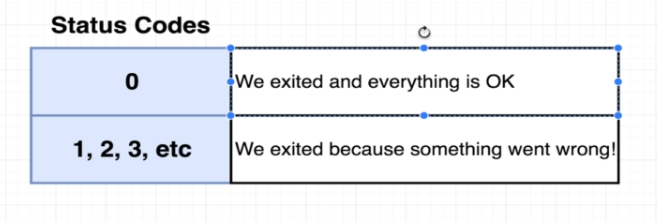 Status Codes
0
We exited and everything is OK
1, 2, 3, etc
We exited because something went wrong!